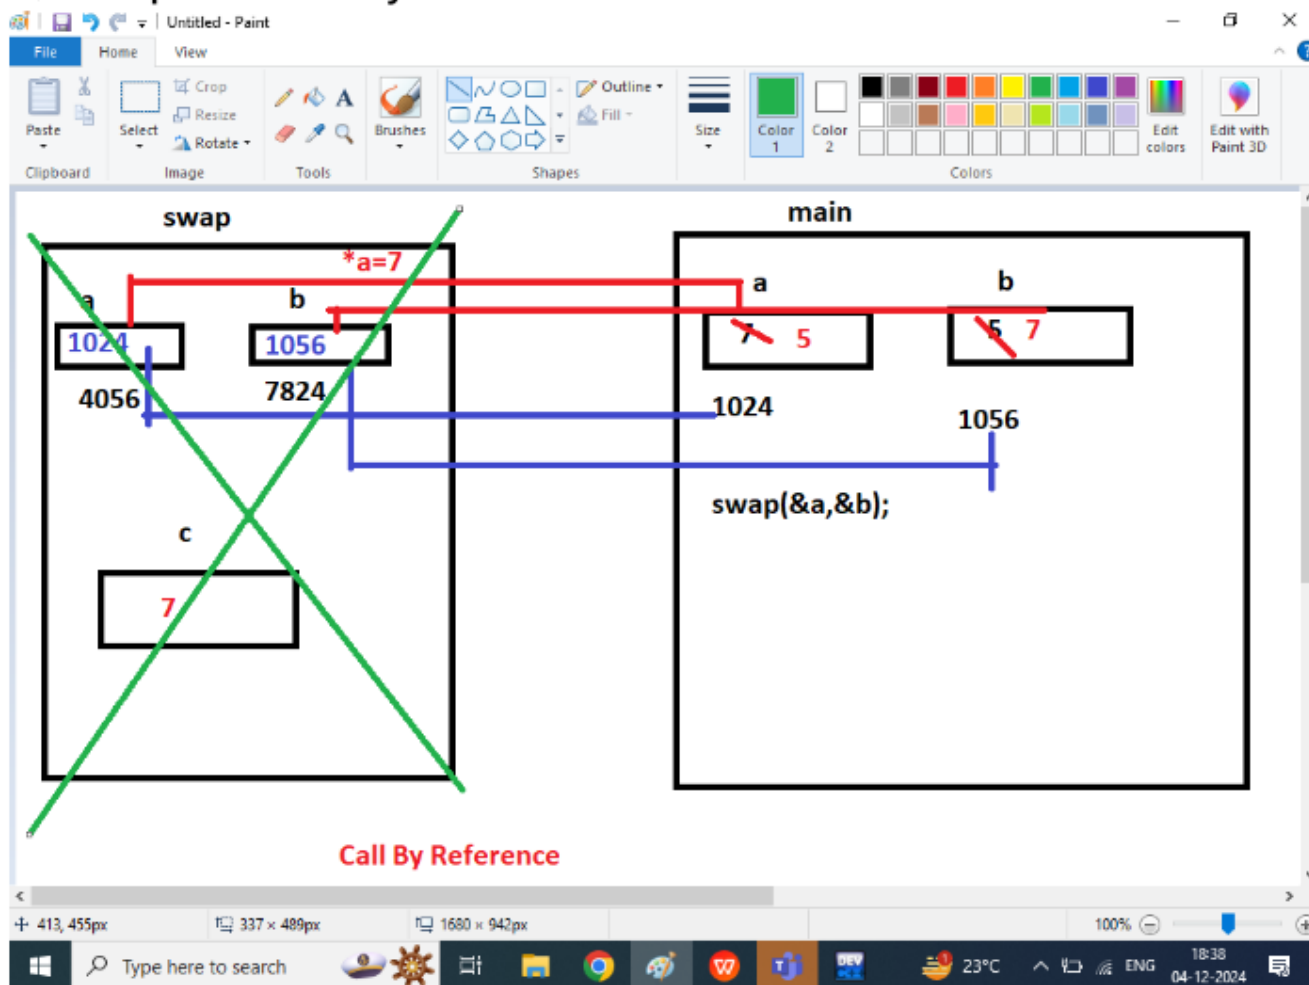 Untitled - Paint
File Home View
Paste
Clipboard
Select
Crop
Resize
Rotate
Image
Tools
Brushes
Outline
Fill
Shapes
Size
Color 1
Color 2
Edit colors
Edit with Paint 3D
Colors
swap
main
*a=7
a
b
a
b
1024
1056
7 5
5 7
4056
7824
1024
1056
swap(&a,&b);
c
7
Call By Reference
413, 455px
337 × 489px
1680 × 942px
100%
Type here to search
DEV
23°C
ENG
18:38
04-12-2024